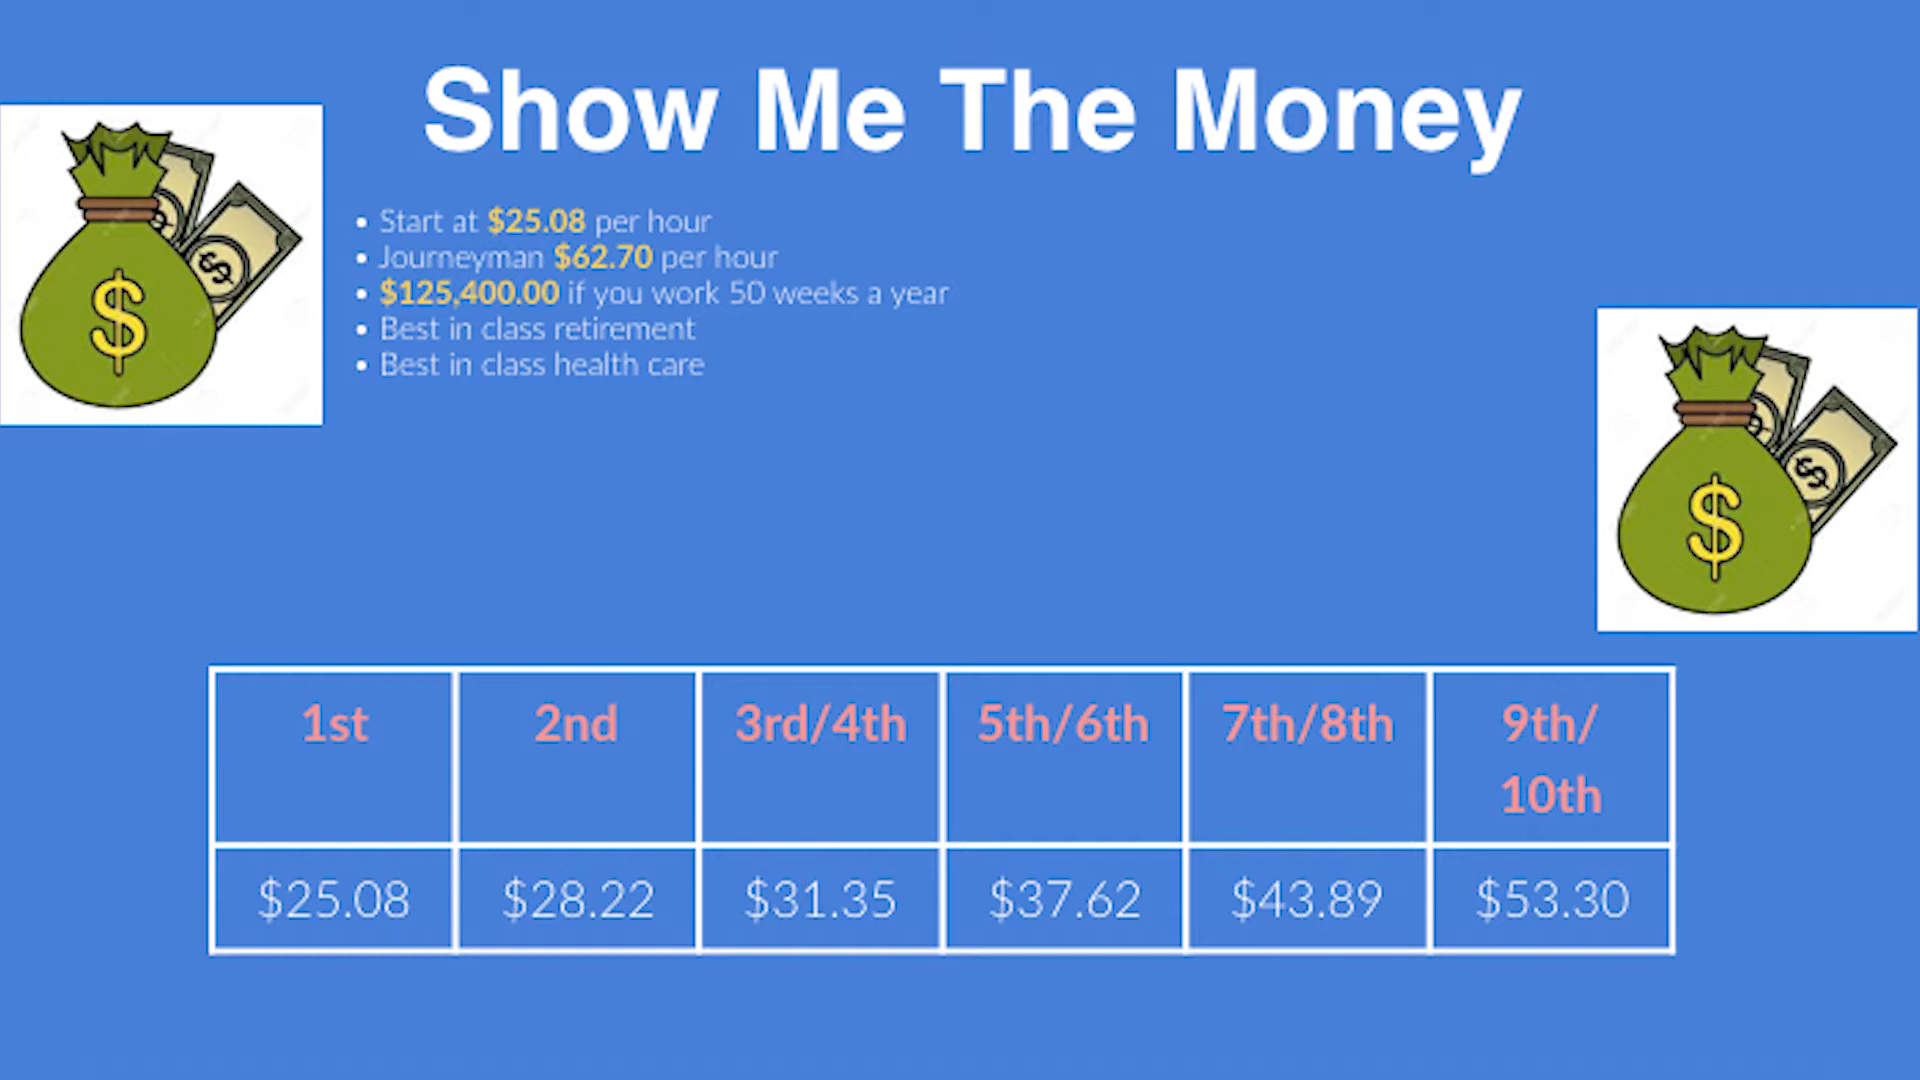 Show Me The Money
• Start at $25.08 per hour
• Journeyman $62.70 per hour
• $125,400.00 if you work 50 weeks a year
• Best in class retirement
• Best in class health care
$
$
$
$
1st 2nd 3rd/4th 5th/6th 7th/8th 9th/
10th
$25.08 $28.22 $31.35 $37.62 $43.89 $53.30